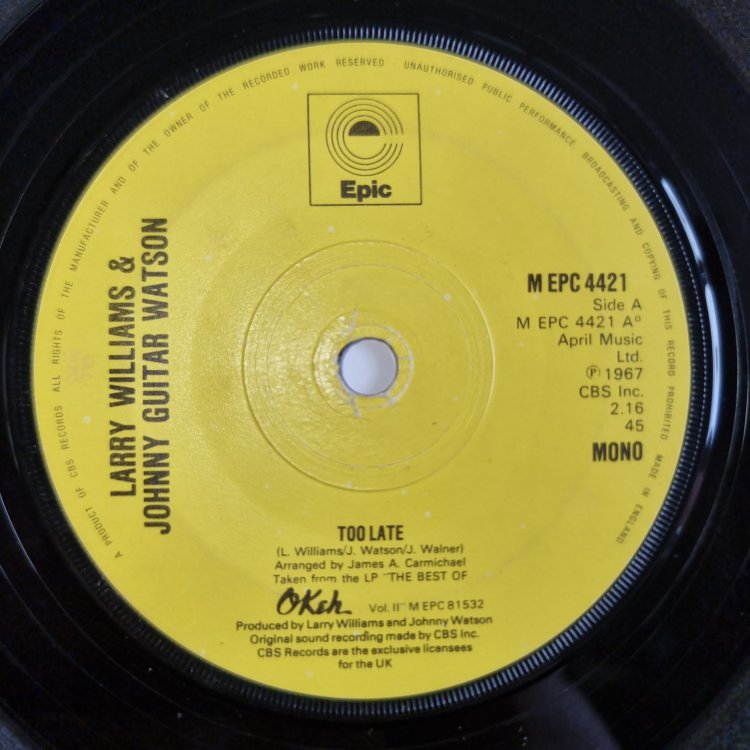 A PRODUCT OF CBS RECORDS ALL RIGHTS OF THE MANUFACTURER AND OF THE OWNER OF THE RECORDED WORK RESERVED · UNAUTHORISED PUBLIC PERFORMANCE BROADCASTING AND COPYING OF THIS RECORD PROHIBITED. MADE IN ENGLAND
Epic
LARRY WILLIAMS &
JOHNNY GUITAR WATSON
M EPC 4421
Side A
M EPC 4421 A°
April Music
Ltd.
℗ 1967
CBS Inc.
2.16
45
MONO
TOO LATE
(L. Williams/J. Watson/J. Walner)
Arranged by James A. Carmichael
Taken from the LP "THE BEST OF
OKeh Vol. II" M EPC 81532
Produced by Larry Williams and Johnny Watson
Original sound recording made by CBS Inc.
CBS Records are the exclusive licensees
for the UK